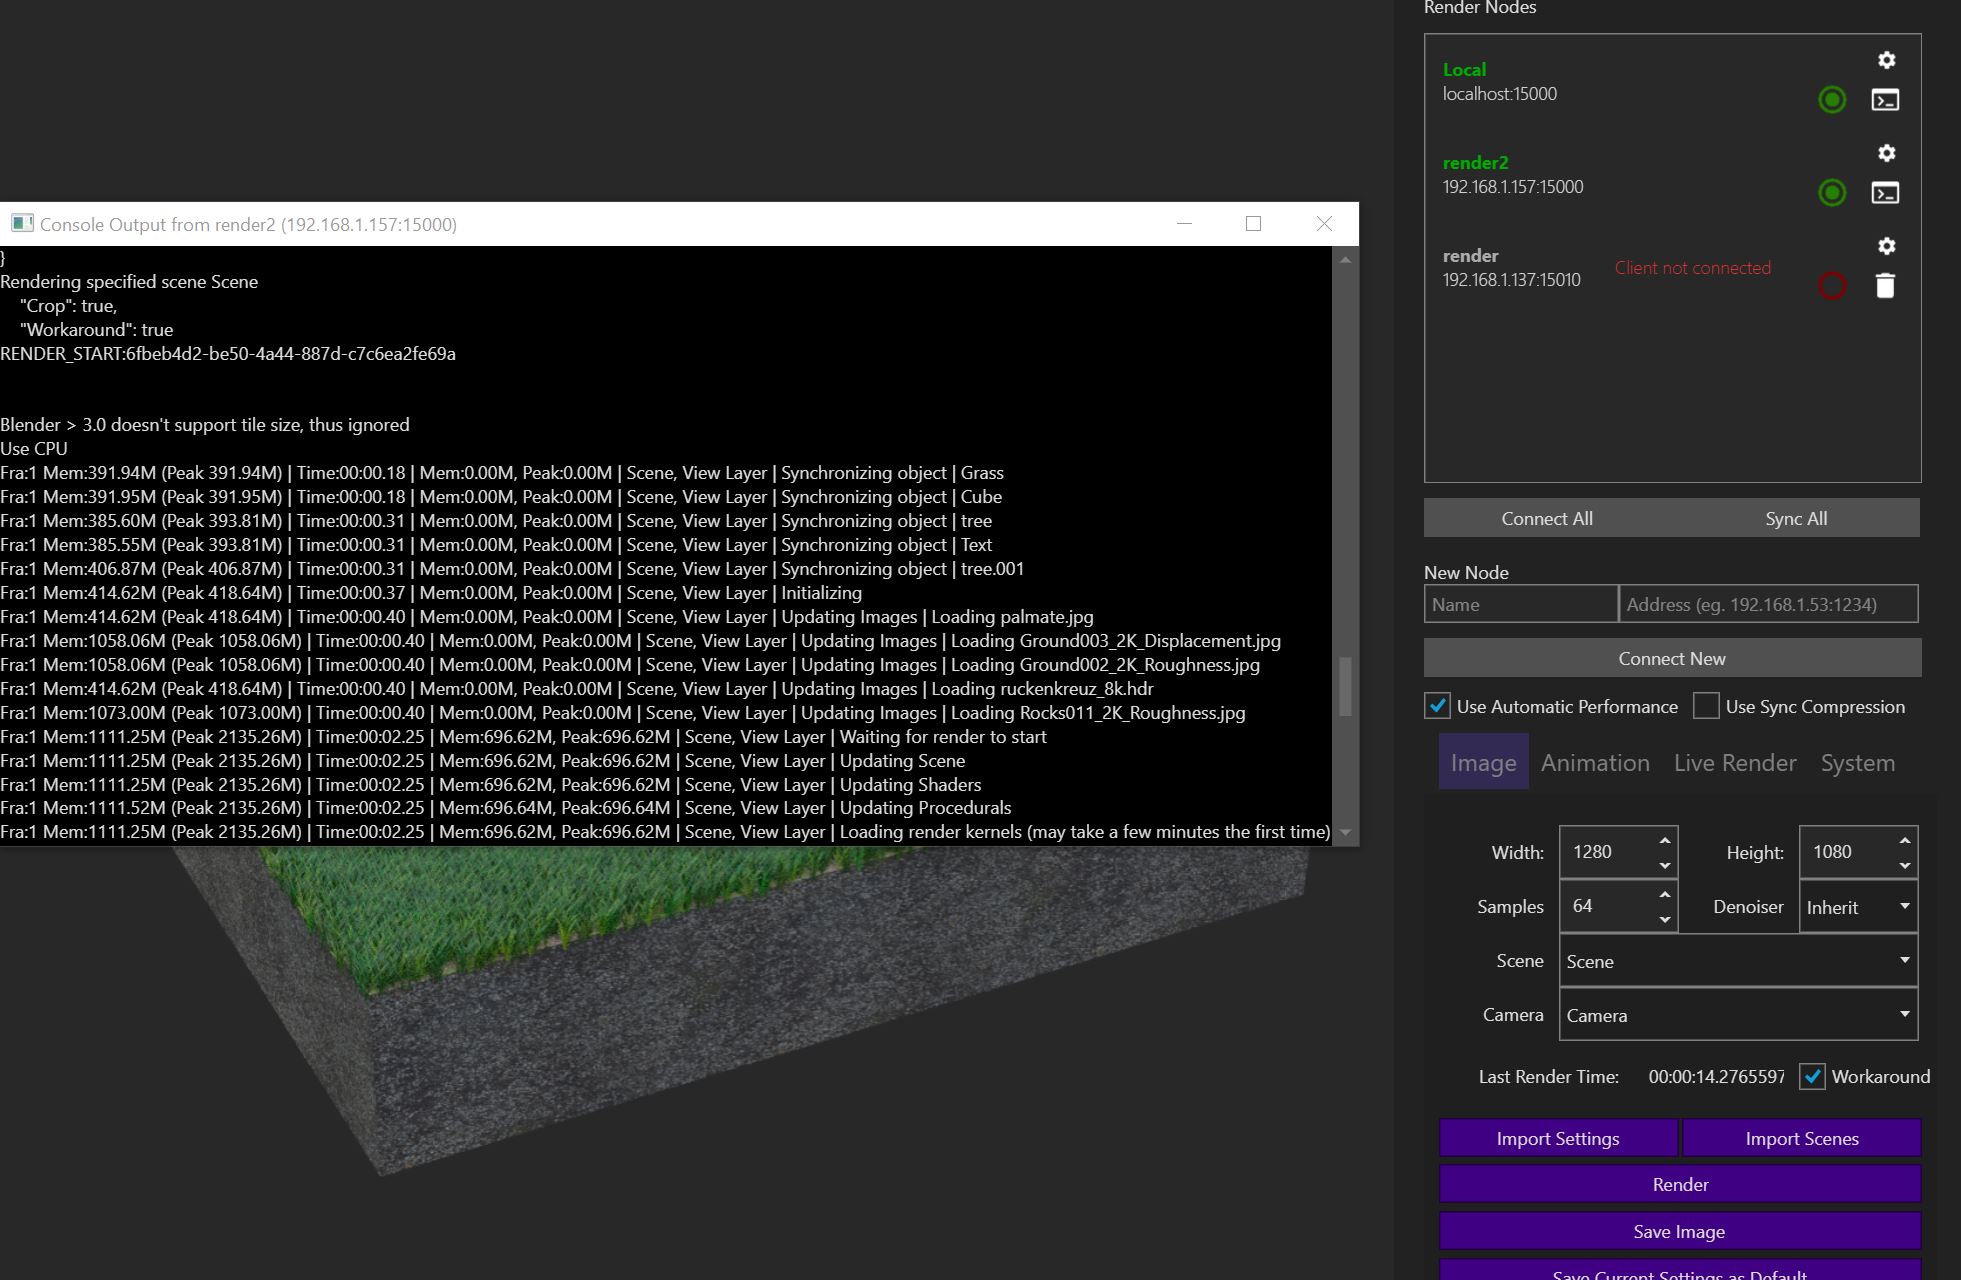 Console Output from render2 (192.168.1.157:15000)
}
Rendering specified scene Scene
"Crop": true,
"Workaround": true
RENDER_START:6fbeb4d2-be50-4a44-887d-c7c6ea2fe69a
Blender > 3.0 doesn't support tile size, thus ignored
Use CPU
Fra:1 Mem:391.94M (Peak 391.94M) | Time:00:00.18 | Mem:0.00M, Peak:0.00M | Scene, View Layer | Synchronizing object | Grass
Fra:1 Mem:391.95M (Peak 391.95M) | Time:00:00.18 | Mem:0.00M, Peak:0.00M | Scene, View Layer | Synchronizing object | Cube
Fra:1 Mem:385.60M (Peak 393.81M) | Time:00:00.31 | Mem:0.00M, Peak:0.00M | Scene, View Layer | Synchronizing object | tree
Fra:1 Mem:385.55M (Peak 393.81M) | Time:00:00.31 | Mem:0.00M, Peak:0.00M | Scene, View Layer | Synchronizing object | Text
Fra:1 Mem:406.87M (Peak 406.87M) | Time:00:00.31 | Mem:0.00M, Peak:0.00M | Scene, View Layer | Synchronizing object | tree.001
Fra:1 Mem:414.62M (Peak 418.64M) | Time:00:00.37 | Mem:0.00M, Peak:0.00M | Scene, View Layer | Initializing
Fra:1 Mem:414.62M (Peak 418.64M) | Time:00:00.40 | Mem:0.00M, Peak:0.00M | Scene, View Layer | Updating Images | Loading palmate.jpg
Fra:1 Mem:1058.06M (Peak 1058.06M) | Time:00:00.40 | Mem:0.00M, Peak:0.00M | Scene, View Layer | Updating Images | Loading Ground003_2K_Displacement.jpg
Fra:1 Mem:1058.06M (Peak 1058.06M) | Time:00:00.40 | Mem:0.00M, Peak:0.00M | Scene, View Layer | Updating Images | Loading Ground002_2K_Roughness.jpg
Fra:1 Mem:414.62M (Peak 418.64M) | Time:00:00.40 | Mem:0.00M, Peak:0.00M | Scene, View Layer | Updating Images | Loading ruckenkreuz_8k.hdr
Fra:1 Mem:1073.00M (Peak 1073.00M) | Time:00:00.40 | Mem:0.00M, Peak:0.00M | Scene, View Layer | Updating Images | Loading Rocks011_2K_Roughness.jpg
Fra:1 Mem:1111.25M (Peak 2135.26M) | Time:00:02.25 | Mem:696.62M, Peak:696.62M | Scene, View Layer | Waiting for render to start
Fra:1 Mem:1111.25M (Peak 2135.26M) | Time:00:02.25 | Mem:696.62M, Peak:696.62M | Scene, View Layer | Updating Scene
Fra:1 Mem:1111.25M (Peak 2135.26M) | Time:00:02.25 | Mem:696.62M, Peak:696.62M | Scene, View Layer | Updating Shaders
Fra:1 Mem:1111.52M (Peak 2135.26M) | Time:00:02.25 | Mem:696.64M, Peak:696.64M | Scene, View Layer | Updating Procedurals
Fra:1 Mem:1111.25M (Peak 2135.26M) | Time:00:02.25 | Mem:696.62M, Peak:696.62M | Scene, View Layer | Loading render kernels (may take a few minutes the first time)
Render Nodes
Local
localhost:15000
render2
192.168.1.157:15000
render
192.168.1.137:15010
Client not connected
Connect All
Sync All
New Node
Name
Address (eg. 192.168.1.53:1234)
Connect New
Use Automatic Performance
Use Sync Compression
Image Animation Live Render System
Width: 1280 Height: 1080
Samples 64 Denoiser Inherit
Scene Scene
Camera Camera
Last Render Time: 00:00:14.2765597 Workaround
Import Settings Import Scenes
Render
Save Image
Save Current Settings as Default